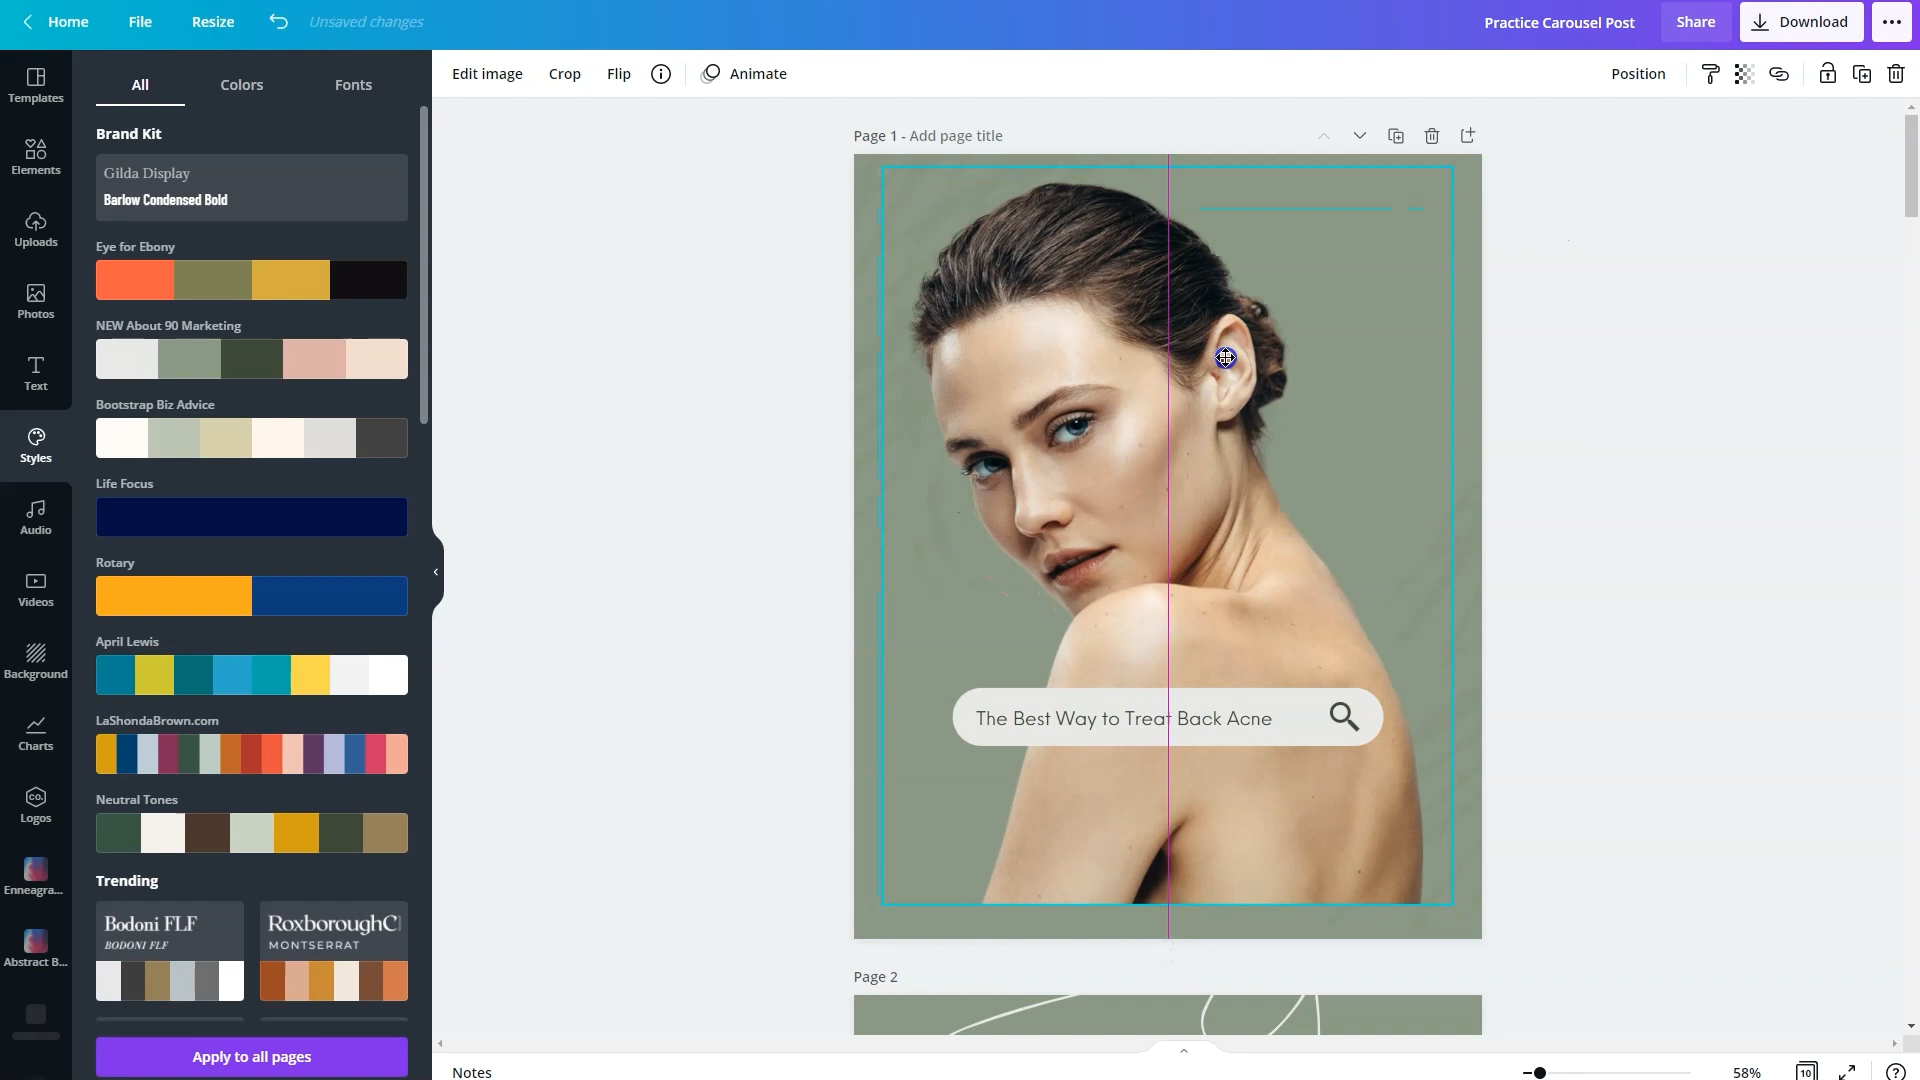 Home File Resize Unsaved changes Practice Carousel Post Share Download
Edit image Crop Flip Animate Position
Templates
Elements
Uploads
Photos
Text
Styles
Audio
Videos
Background
Charts
Logos
Enneagra...
Abstract B...
All Colors Fonts
Brand Kit
Gilda Display
Barlow Condensed Bold
Eye for Ebony
NEW About 90 Marketing
Bootstrap Biz Advice
Life Focus
Rotary
April Lewis
LaShondaBrown.com
Neutral Tones
Trending
Bodoni FLF
BODONI FLF
RoxboroughC
MONTSERRAT
Apply to all pages
Page 1 - Add page title
The Best Way to Treat Back Acne
Page 2
Notes
58%
10
CO.